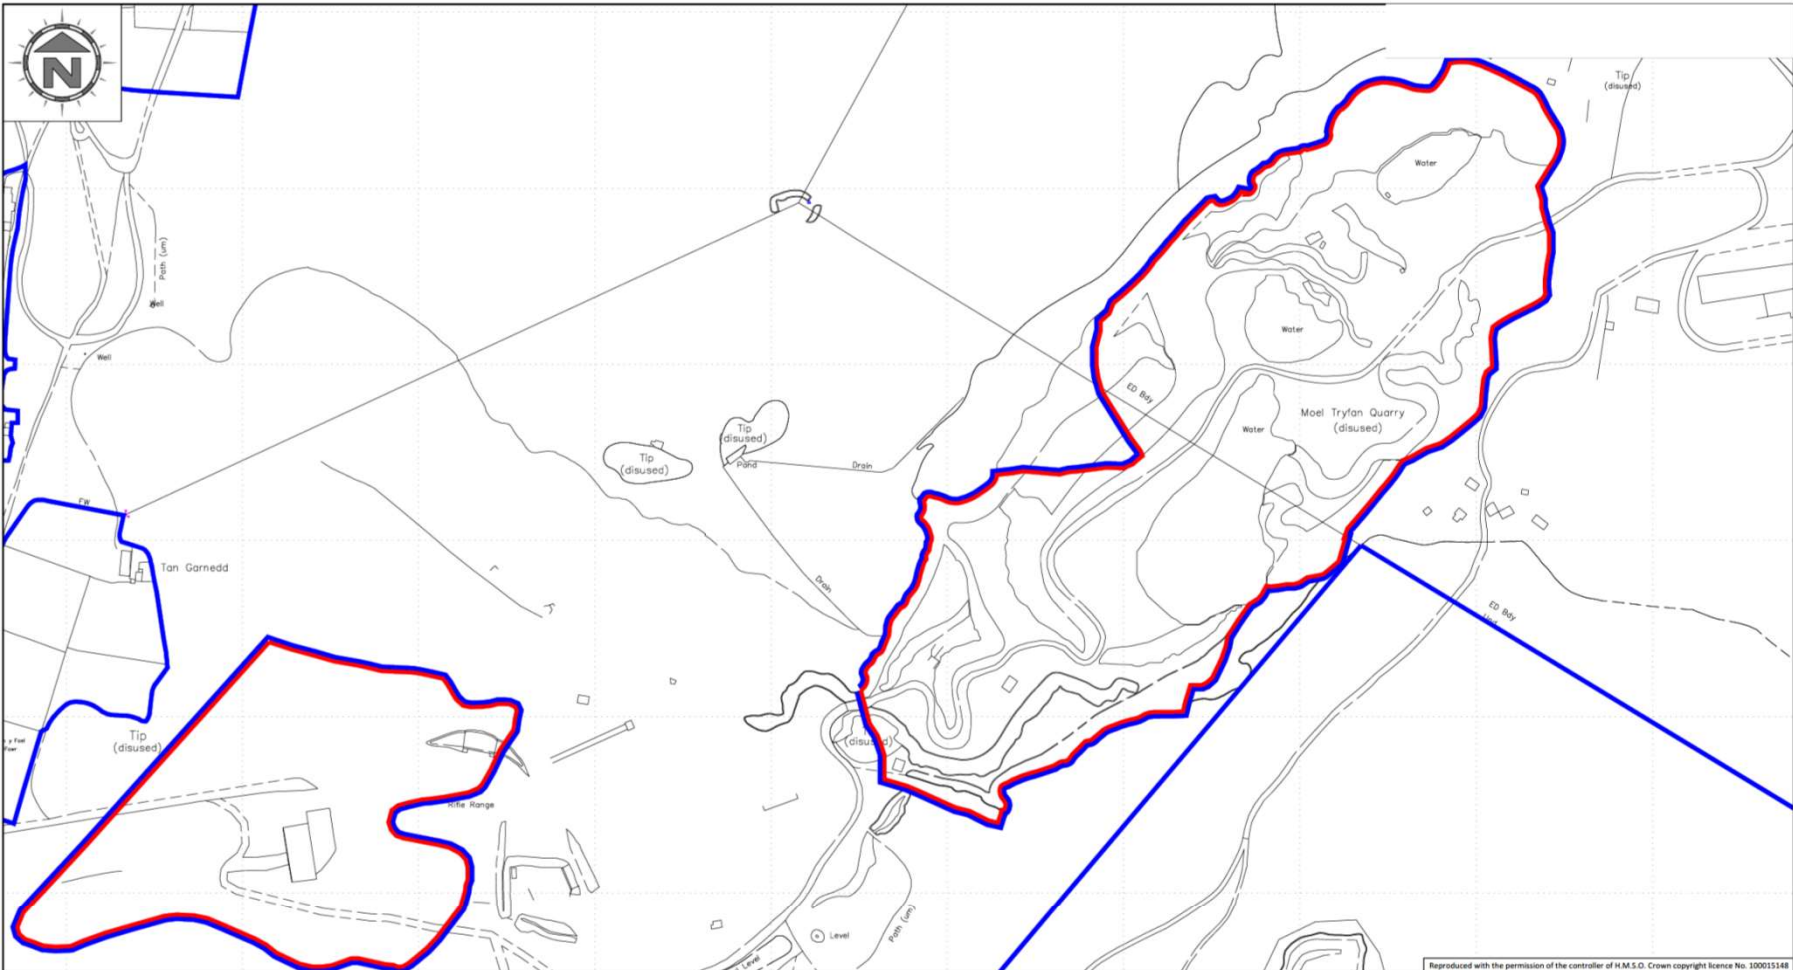 N
Tip
(disused)
Water
Path (um)
Well
Water
Well
ED Bdy
Moel Tryfan Quarry
(disused)
Water
Tip
(disused)
Pond
Tip
(disused)
Drain
FW
Tan Garnedd
Drain
ED Bdy
Tip
(disused)
(disused)
Rifle Range
Path (um)
Level
Level
Reproduced with the permission of the controller of H.M.S.O. Crown copyright licence No. 100015148